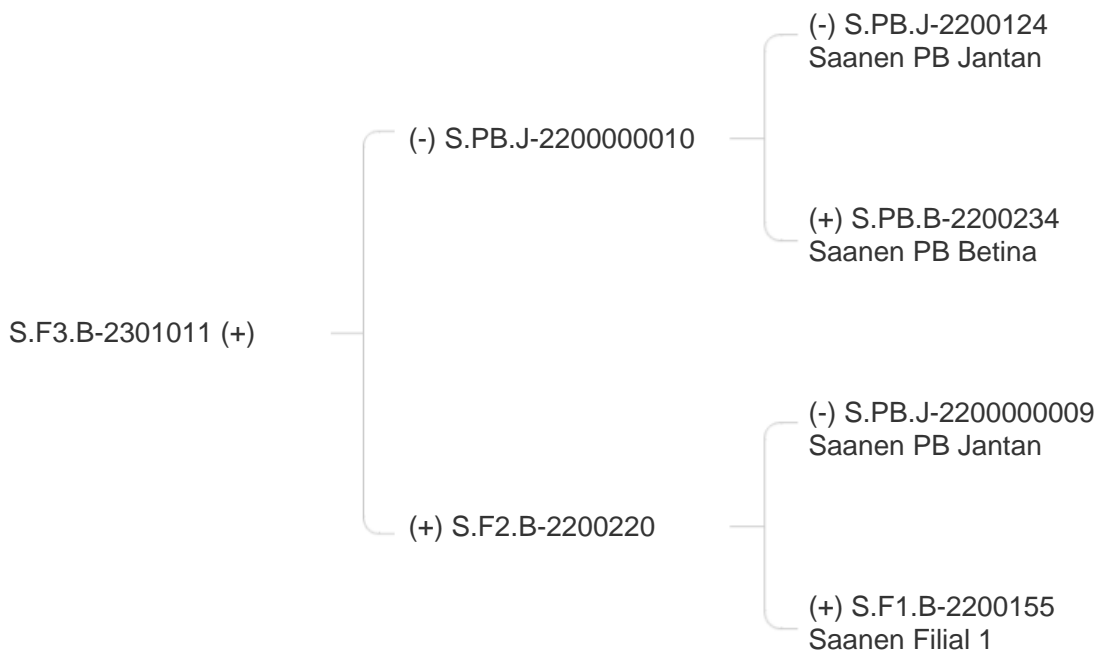 (-) S.PB.J-2200124
Saanen PB Jantan
(-) S.PB.J-2200000010
(+) S.PB.B-2200234
Saanen PB Betina
S.F3.B-2301011 (+)
(-) S.PB.J-2200000009
Saanen PB Jantan
(+) S.F2.B-2200220
(+) S.F1.B-2200155
Saanen Filial 1